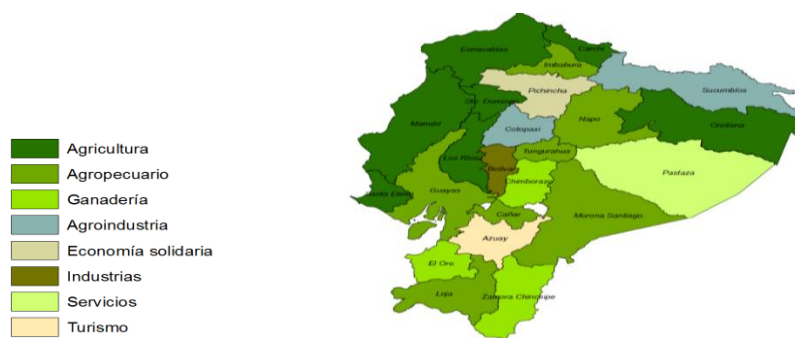 Agricultura
Agropecuario
Ganadería
Agroindustria
Economía solidaria
Industrias
Servicios
Turismo
Esmeraldas
Carchi
Imbabura
Sucumbíos
Pichincha
Sto. Domingo
Manabí
Cotopaxi
Napo
Orellana
Los Ríos
Tungurahua
Bolívar
Pastaza
Santa Elena
Guayas
Chimborazo
Cañar
Morona Santiago
Azuay
El Oro
Loja
Zamora Chinchipe